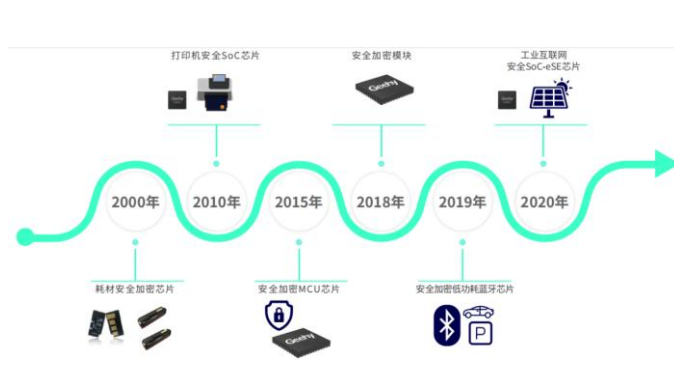 打印机安全SoC芯片
安全加密模块
工业互联网
安全SoC-eSE芯片
Geehy
2000年
2010年
2015年
2018年
2019年
2020年
耗材安全加密芯片
安全加密MCU芯片
安全加密低功耗蓝牙芯片
Geehy
P